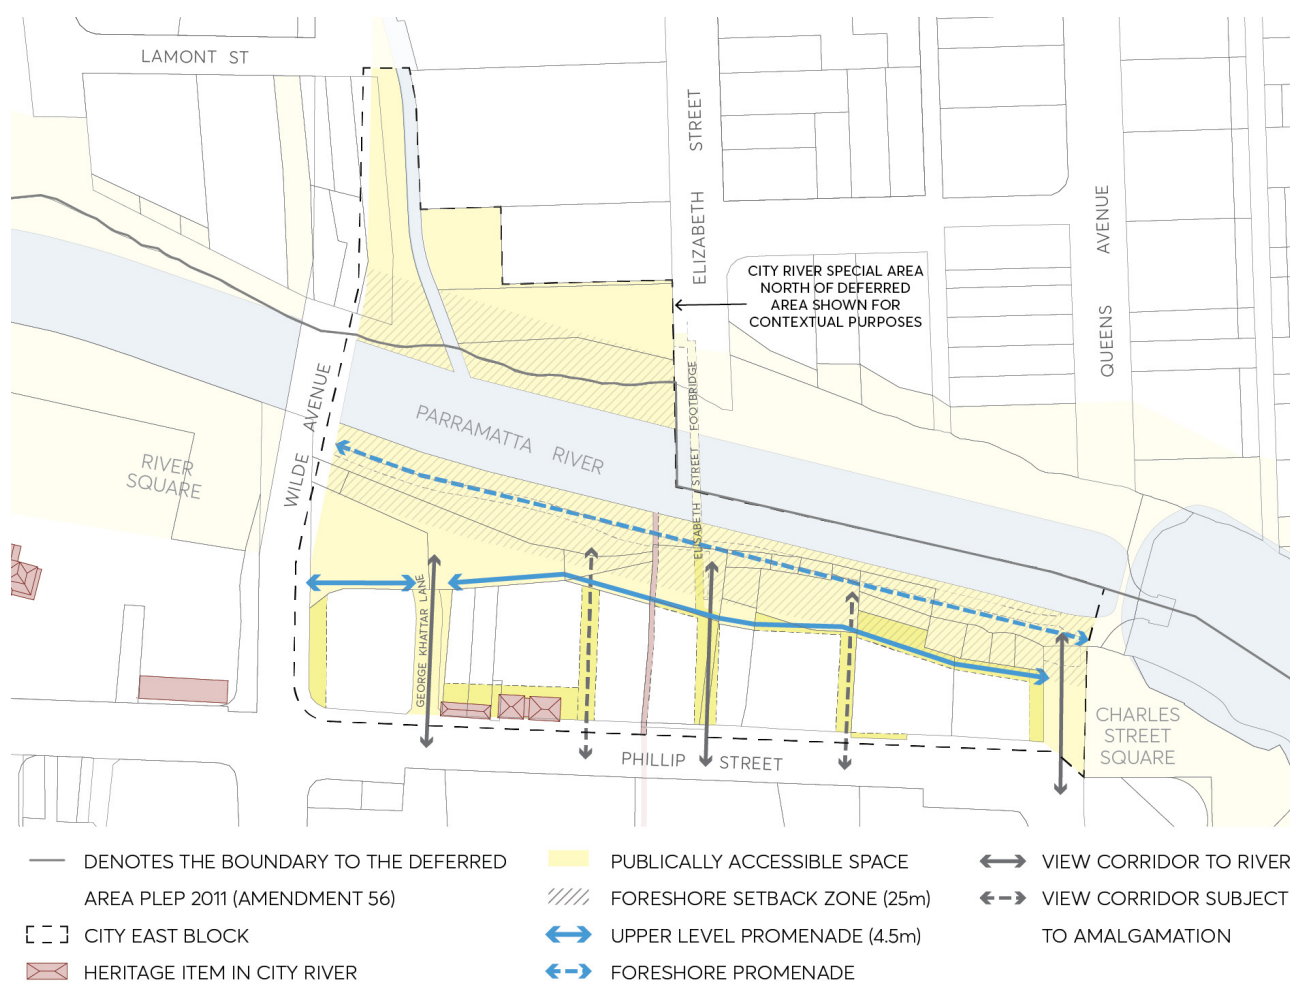 LAMONT ST
ELIZABETH STREET
QUEENS AVENUE
CITY RIVER SPECIAL AREA
NORTH OF DEFERRED
AREA SHOWN FOR
CONTEXTUAL PURPOSES
WILDE AVENUE
PARRAMATTA RIVER
ELISABETH STREET FOOTBRIDGE
RIVER
SQUARE
GEORGE KHATTAR LANE
CHARLES
STREET
SQUARE
PHILLIP STREET
DENOTES THE BOUNDARY TO THE DEFERRED
AREA PLEP 2011 (AMENDMENT 56)
CITY EAST BLOCK
HERITAGE ITEM IN CITY RIVER
PUBLICALLY ACCESSIBLE SPACE
FORESHORE SETBACK ZONE (25m)
UPPER LEVEL PROMENADE (4.5m)
FORESHORE PROMENADE
VIEW CORRIDOR TO RIVER
VIEW CORRIDOR SUBJECT
TO AMALGAMATION